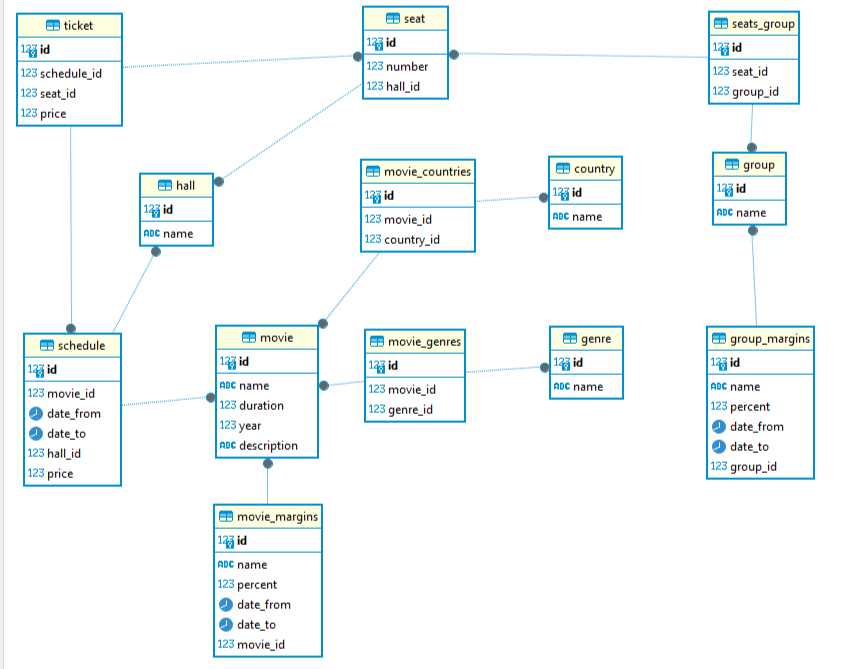 ticket
123 id
123 schedule_id
123 seat_id
123 price
seat
123 id
123 number
123 hall_id
seats_group
123 id
123 seat_id
123 group_id
hall
123 id
ABC name
movie_countries
123 id
123 movie_id
123 country_id
country
123 id
ABC name
group
123 id
ABC name
schedule
123 id
123 movie_id
date_from
date_to
123 hall_id
123 price
movie
123 id
ABC name
123 duration
123 year
ABC description
movie_genres
123 id
123 movie_id
123 genre_id
genre
123 id
ABC name
group_margins
123 id
ABC name
123 percent
date_from
date_to
123 group_id
movie_margins
123 id
ABC name
123 percent
date_from
date_to
123 movie_id